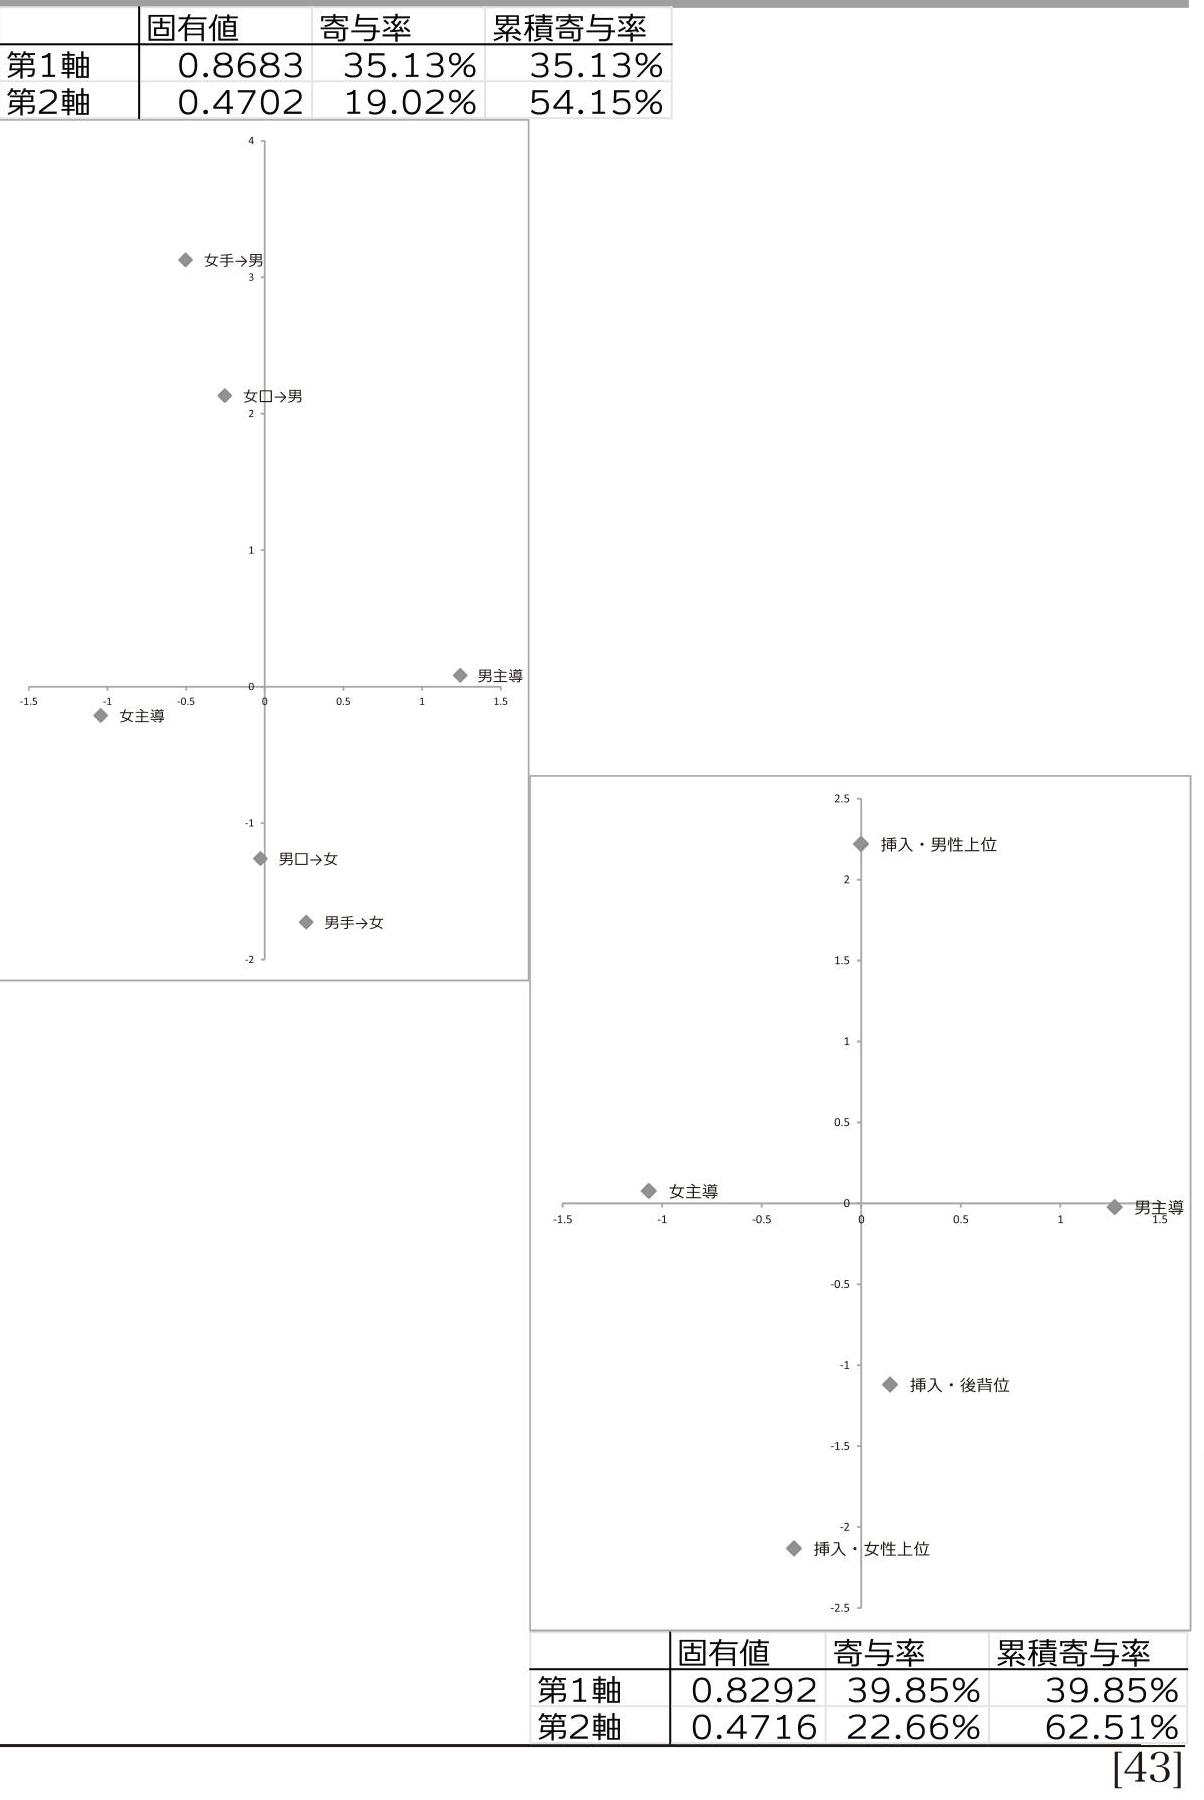 固有値 寄与率 累積寄与率
第1軸 0.8683 35.13% 35.13%
第2軸 0.4702 19.02% 54.15%
4
女手→男
3
女口→男
2
1
男主導
0
-1.5 -1 -0.5 0 0.5 1 1.5
女主導
-1
男口→女
男手→女
-2
2.5
挿入・男性上位
2
1.5
1
0.5
女主導
0
男主導
-1.5 -1 -0.5 0 0.5 1 1.5
-0.5
-1
挿入・後背位
-1.5
-2
挿入・女性上位
-2.5
固有値 寄与率 累積寄与率
第1軸 0.8292 39.85% 39.85%
第2軸 0.4716 22.66% 62.51%
[43]